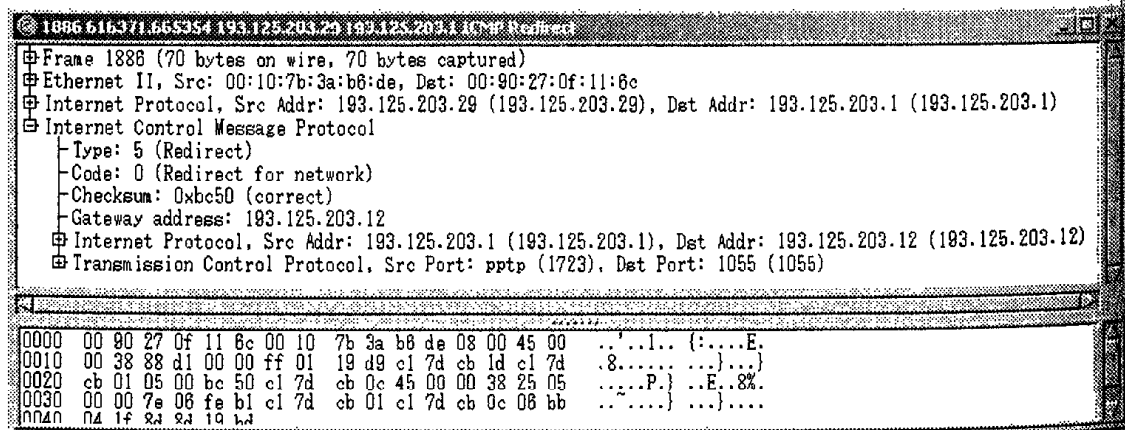 1886 616371.665354 193.125.203.29 193.125.203.1 ICMP Redirect
Frame 1886 (70 bytes on wire, 70 bytes captured)
Ethernet II, Src: 00:10:7b:3a:b6:de, Dst: 00:90:27:0f:11:6c
Internet Protocol, Src Addr: 193.125.203.29 (193.125.203.29), Dst Addr: 193.125.203.1 (193.125.203.1)
Internet Control Message Protocol
Type: 5 (Redirect)
Code: 0 (Redirect for network)
Checksum: 0xbc50 (correct)
Gateway address: 193.125.203.12
Internet Protocol, Src Addr: 193.125.203.1 (193.125.203.1), Dst Addr: 193.125.203.12 (193.125.203.12)
Transmission Control Protocol, Src Port: pptp (1723), Dst Port: 1055 (1055)
0000 00 90 27 0f 11 6c 00 10 7b 3a b6 de 08 00 45 00 ..'..l.. {:....E.
0010 00 38 88 d1 00 00 ff 01 19 d9 c1 7d cb 1d c1 7d .8...... ...}...}
0020 cb 01 05 00 bc 50 c1 7d cb 0c 45 00 00 38 25 05 .....P.} ..E..8%.
0030 00 00 7e 06 fe b1 c1 7d cb 01 c1 7d cb 0c 06 bb ..~....} ...}....
0040 04 1f 8d 8d 19 bd